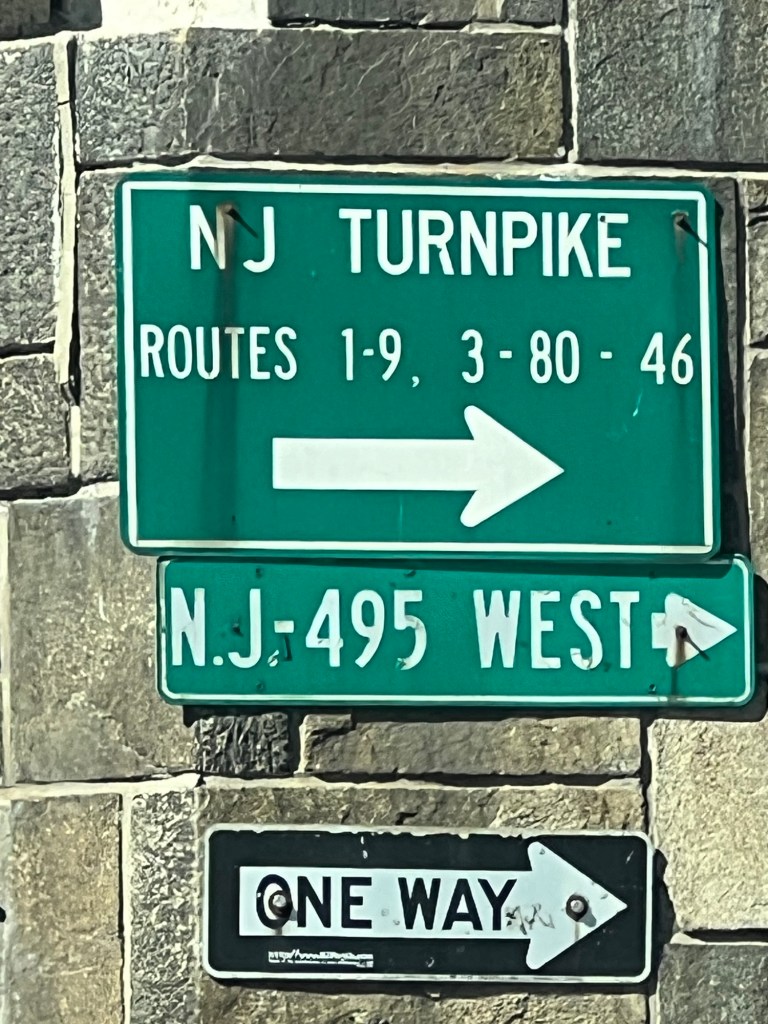 NJ TURNPIKE
ROUTES 1-9, 3-80-46
N.J-495 WEST
ONE WAY